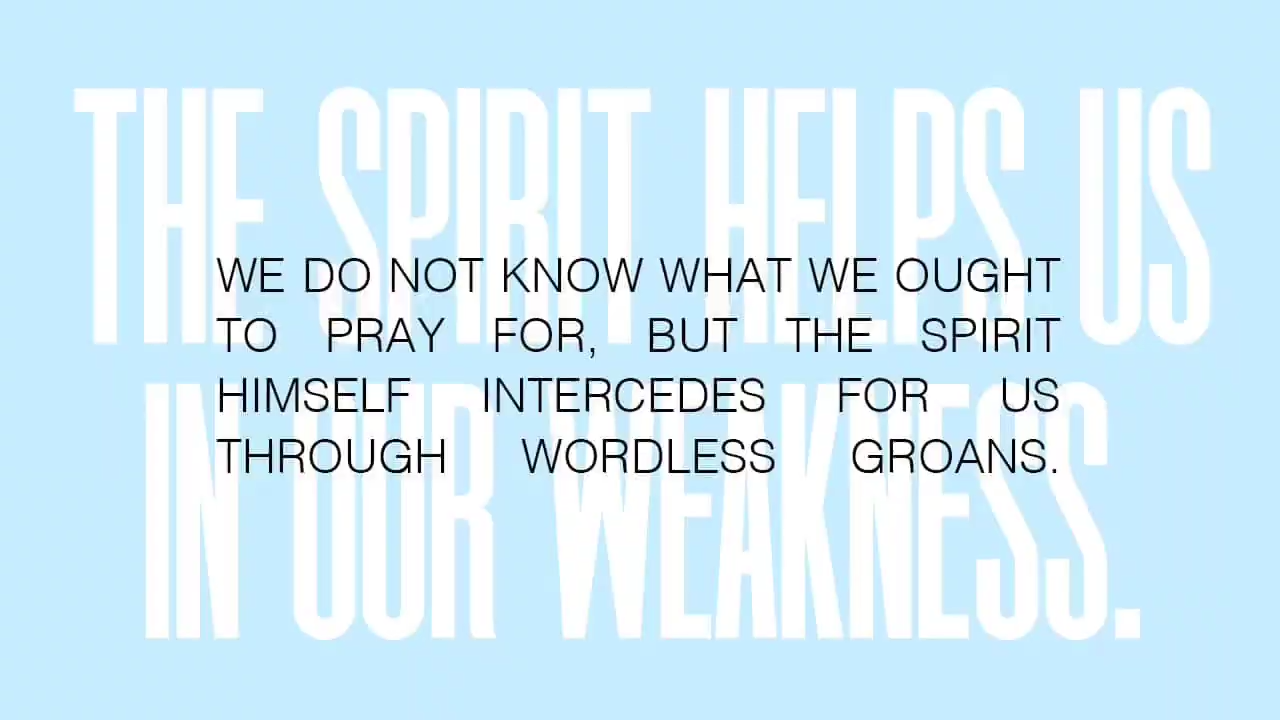 THE SPIRIT HELPS US
IN OUR WEAKNESS.
WE DO NOT KNOW WHAT WE OUGHT
TO PRAY FOR, BUT THE SPIRIT
HIMSELF INTERCEDES FOR US
THROUGH WORDLESS GROANS.